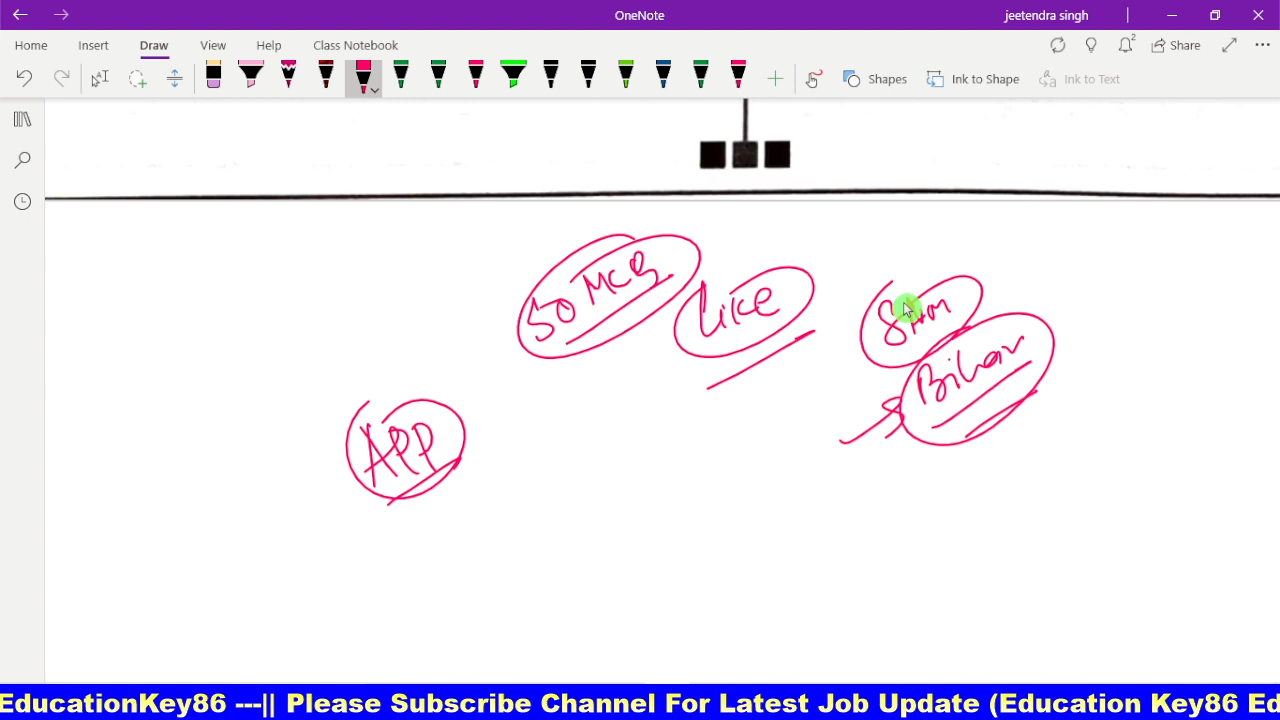 OneNote
jeetendra singh
Home Insert Draw View Help Class Notebook
2 Share
Shapes Ink to Shape Ink to Text
50 MCQ
Like
Bihar
APP
EducationKey86 ---|| Please Subscribe Channel For Latest Job Update (Education Key86 Ed